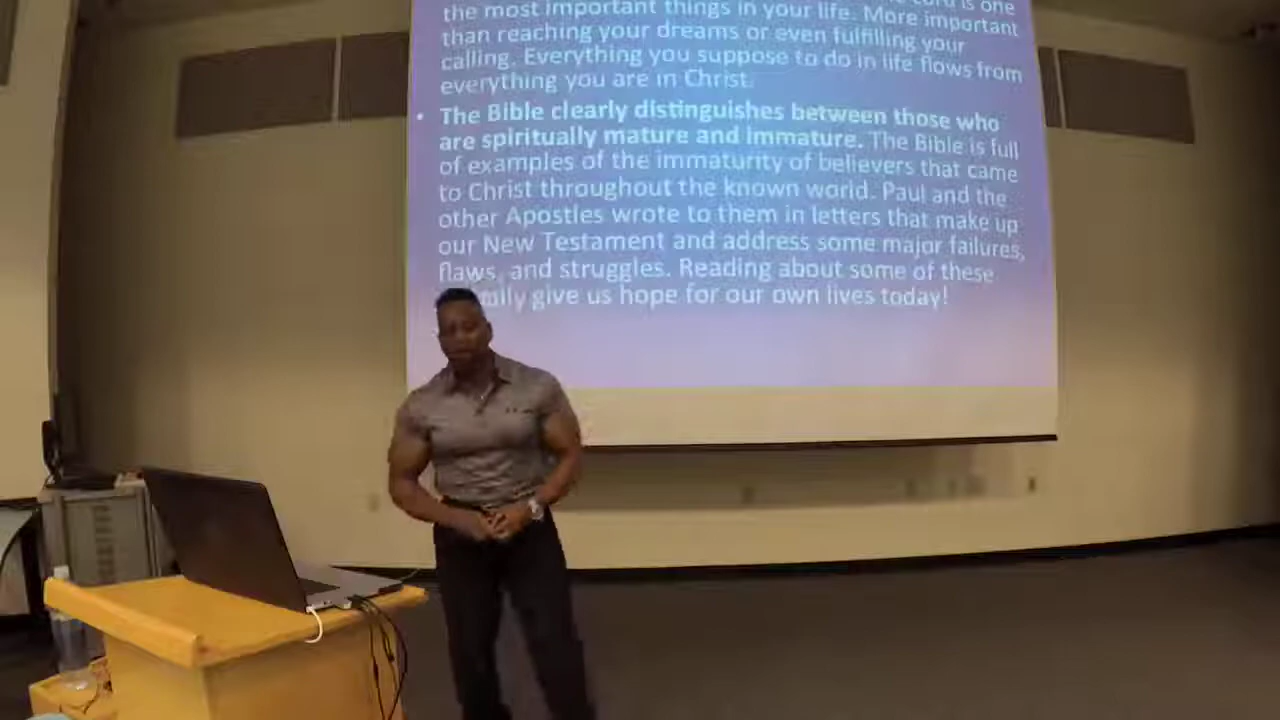 is one
the most important things in your life. More important
than reaching your dreams or even fulfilling your
calling. Everything you suppose to do in life flows from
everything you are in Christ.
• The Bible clearly distinguishes between those who
are spiritually mature and immature. The Bible is full
of examples of the immaturity of believers that came
to Christ throughout the known world. Paul and the
other Apostles wrote to them in letters that make up
our New Testament and address some major failures,
flaws, and struggles. Reading about some of these
give us hope for our own lives today!